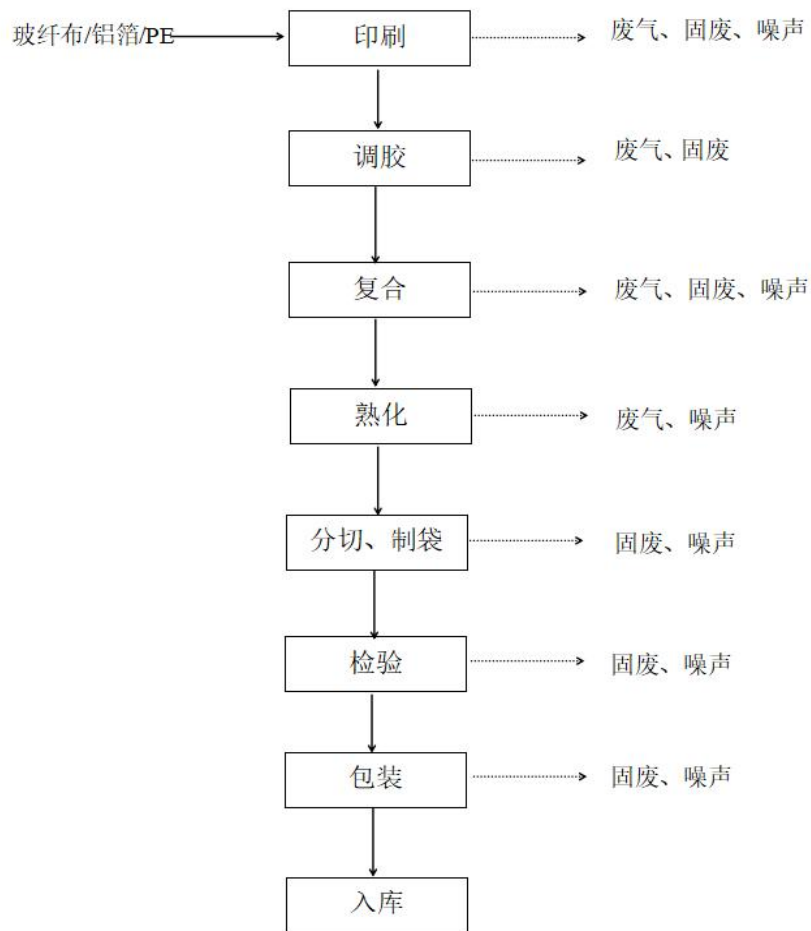 玻纤布/铝箔/PE
印刷
废气、固废、噪声
调胶
废气、固废
复合
废气、固废、噪声
熟化
废气、噪声
分切、制袋
固废、噪声
检验
固废、噪声
包装
固废、噪声
入库